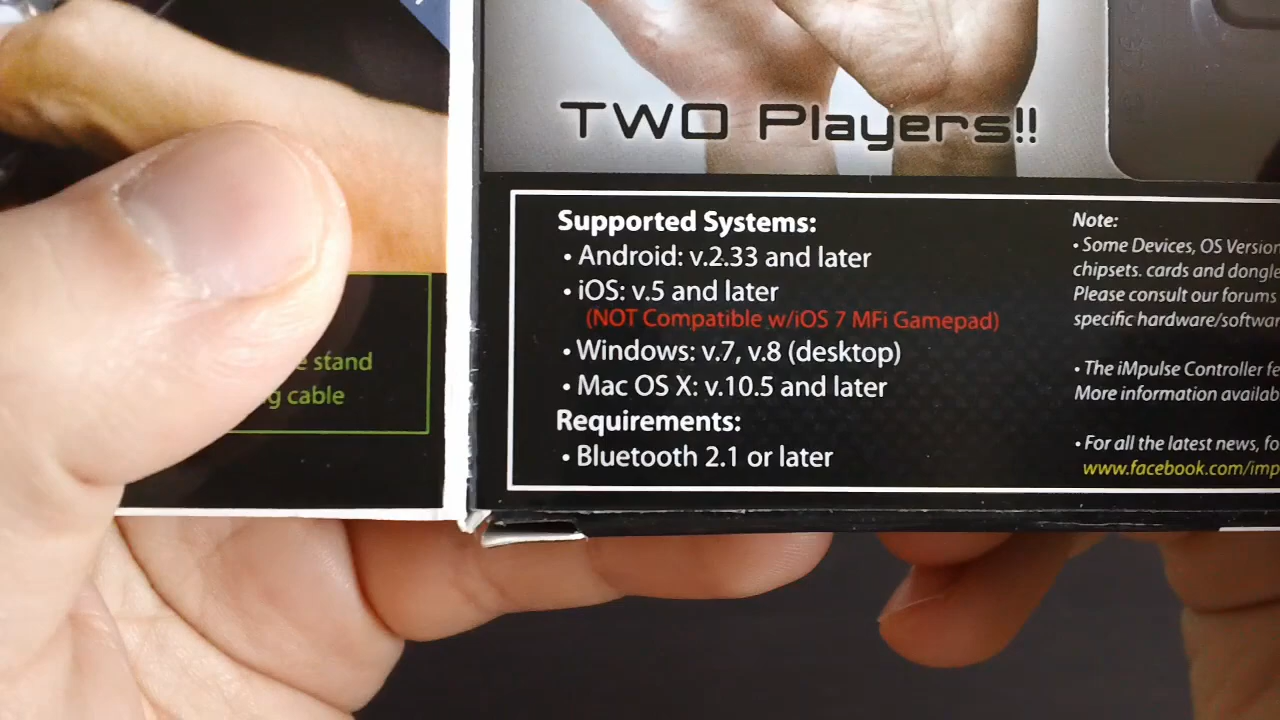 TWO Players!!
stand
cable
Supported Systems:
• Android: v.2.33 and later
• iOS: v.5 and later
(NOT Compatible w/iOS 7 MFi Gamepad)
• Windows: v.7, v.8 (desktop)
• Mac OS X: v.10.5 and later
Requirements:
• Bluetooth 2.1 or later
Note:
• Some Devices, OS Version
chipsets. cards and dongle
Please consult our forums
specific hardware/softwar
• The iMpulse Controller fe
More information availab
• For all the latest news, fo
www.facebook.com/imp